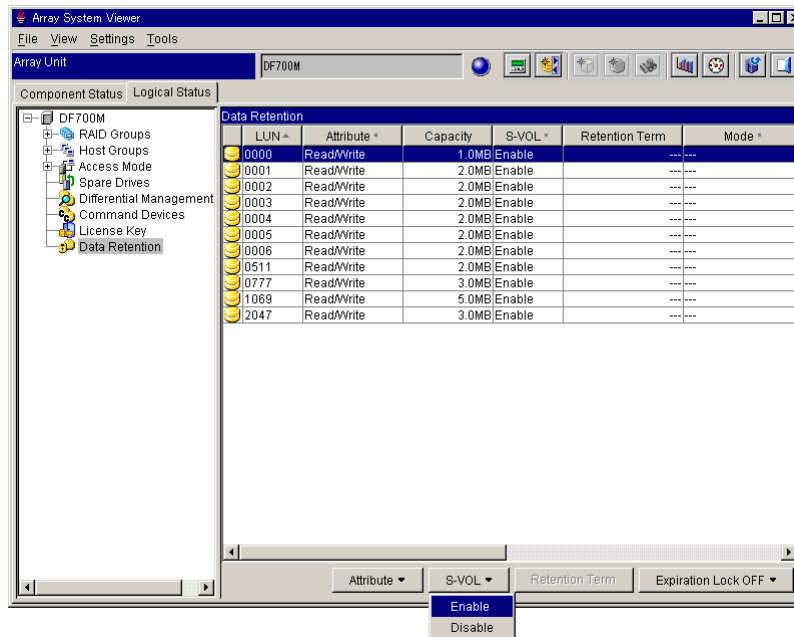 Array System Viewer
File View Settings Tools
Array Unit DF700M
Component Status Logical Status
DF700M
RAID Groups
Host Groups
Access Mode
Spare Drives
Differential Management
Command Devices
License Key
Data Retention
Data Retention
LUN Attribute * Capacity S-VOL * Retention Term Mode *
0000 Read/Write 1.0MB Enable --- ---
0001 Read/Write 2.0MB Enable --- ---
0002 Read/Write 2.0MB Enable --- ---
0003 Read/Write 2.0MB Enable --- ---
0004 Read/Write 2.0MB Enable --- ---
0005 Read/Write 2.0MB Enable --- ---
0006 Read/Write 2.0MB Enable --- ---
0511 Read/Write 2.0MB Enable --- ---
0777 Read/Write 3.0MB Enable --- ---
1069 Read/Write 5.0MB Enable --- ---
2047 Read/Write 3.0MB Enable --- ---
Attribute S-VOL Retention Term Expiration Lock OFF
Enable
Disable